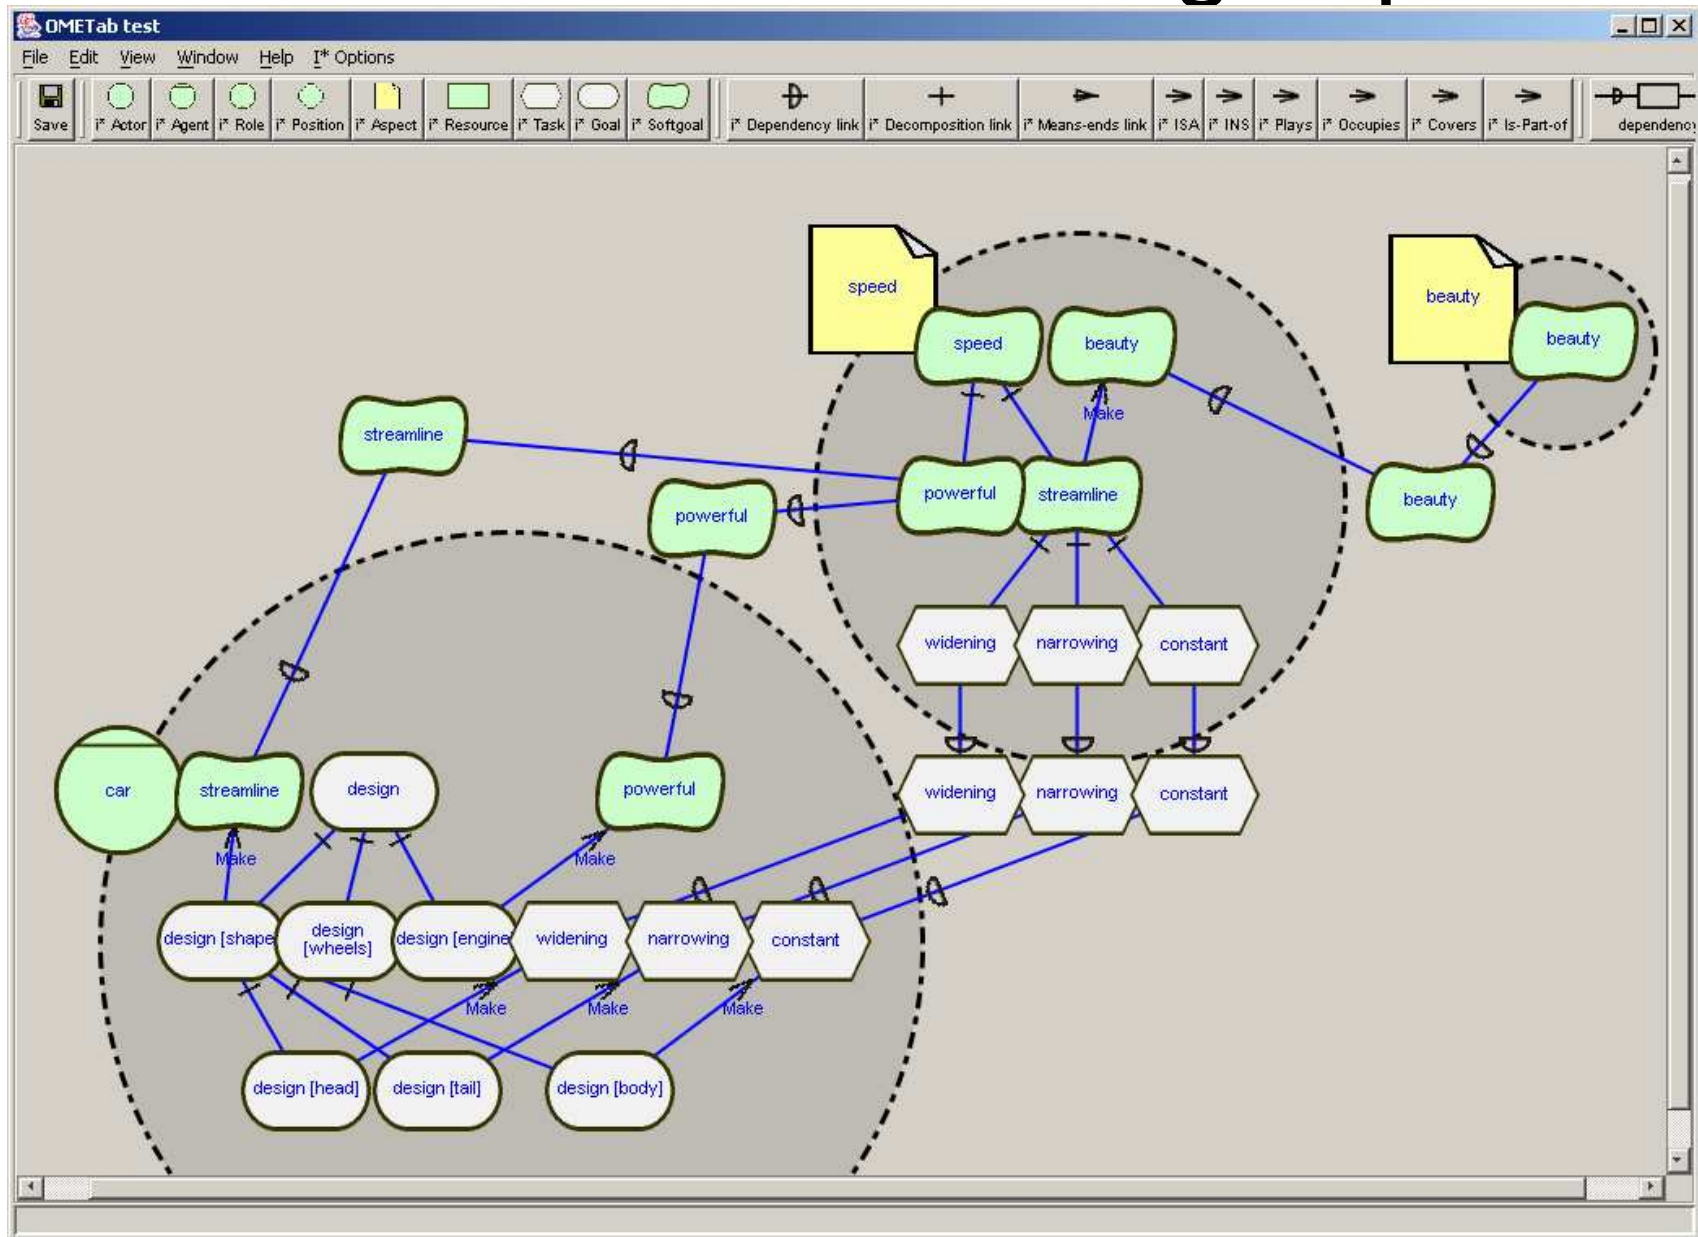 OMETab test
File Edit View Window Help I* Options
Save i* Actor i* Agent i* Role i* Position i* Aspect i* Resource i* Task i* Goal i* Softgoal i* Dependency link i* Decomposition link i* Means-ends link i* ISA i* INS i* Plays i* Occupies i* Covers i* Is-Part-of
speed
beauty
speed
beauty
beauty
Make
streamline
powerful
streamline
beauty
powerful
widening
narrowing
constant
car
streamline
design
powerful
widening
narrowing
constant
Make
Make
design [shape
design
[wheels]
design [engine
widening
narrowing
constant
Make
Make
Make
design [head]
design [tail]
design [body]